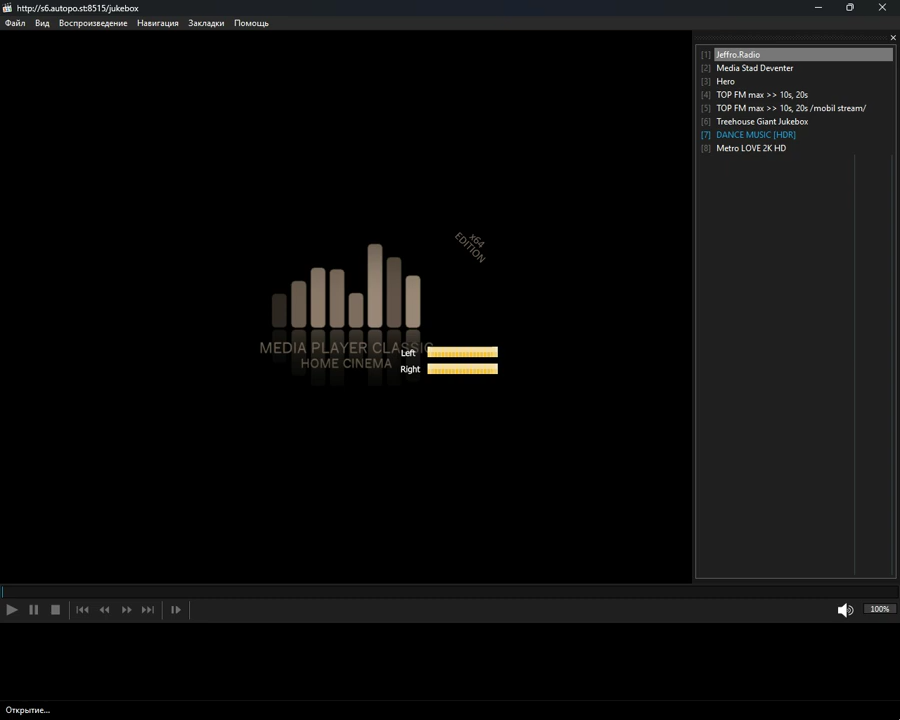 http://s6.autopo.st:8515/jukebox
Файл Вид Воспроизведение Навигация Закладки Помощь
[1] Jeffro.Radio
[2] Media Stad Deventer
[3] Hero
[4] TOP FM max >> 10s, 20s
[5] TOP FM max >> 10s, 20s /mobil stream/
[6] Treehouse Giant Jukebox
[7] DANCE MUSIC [HDR]
[8] Metro LOVE 2K HD
x64
EDITION
MEDIA PLAYER CLASSIC
HOME CINEMA
Left
Right
100%
Открытие...